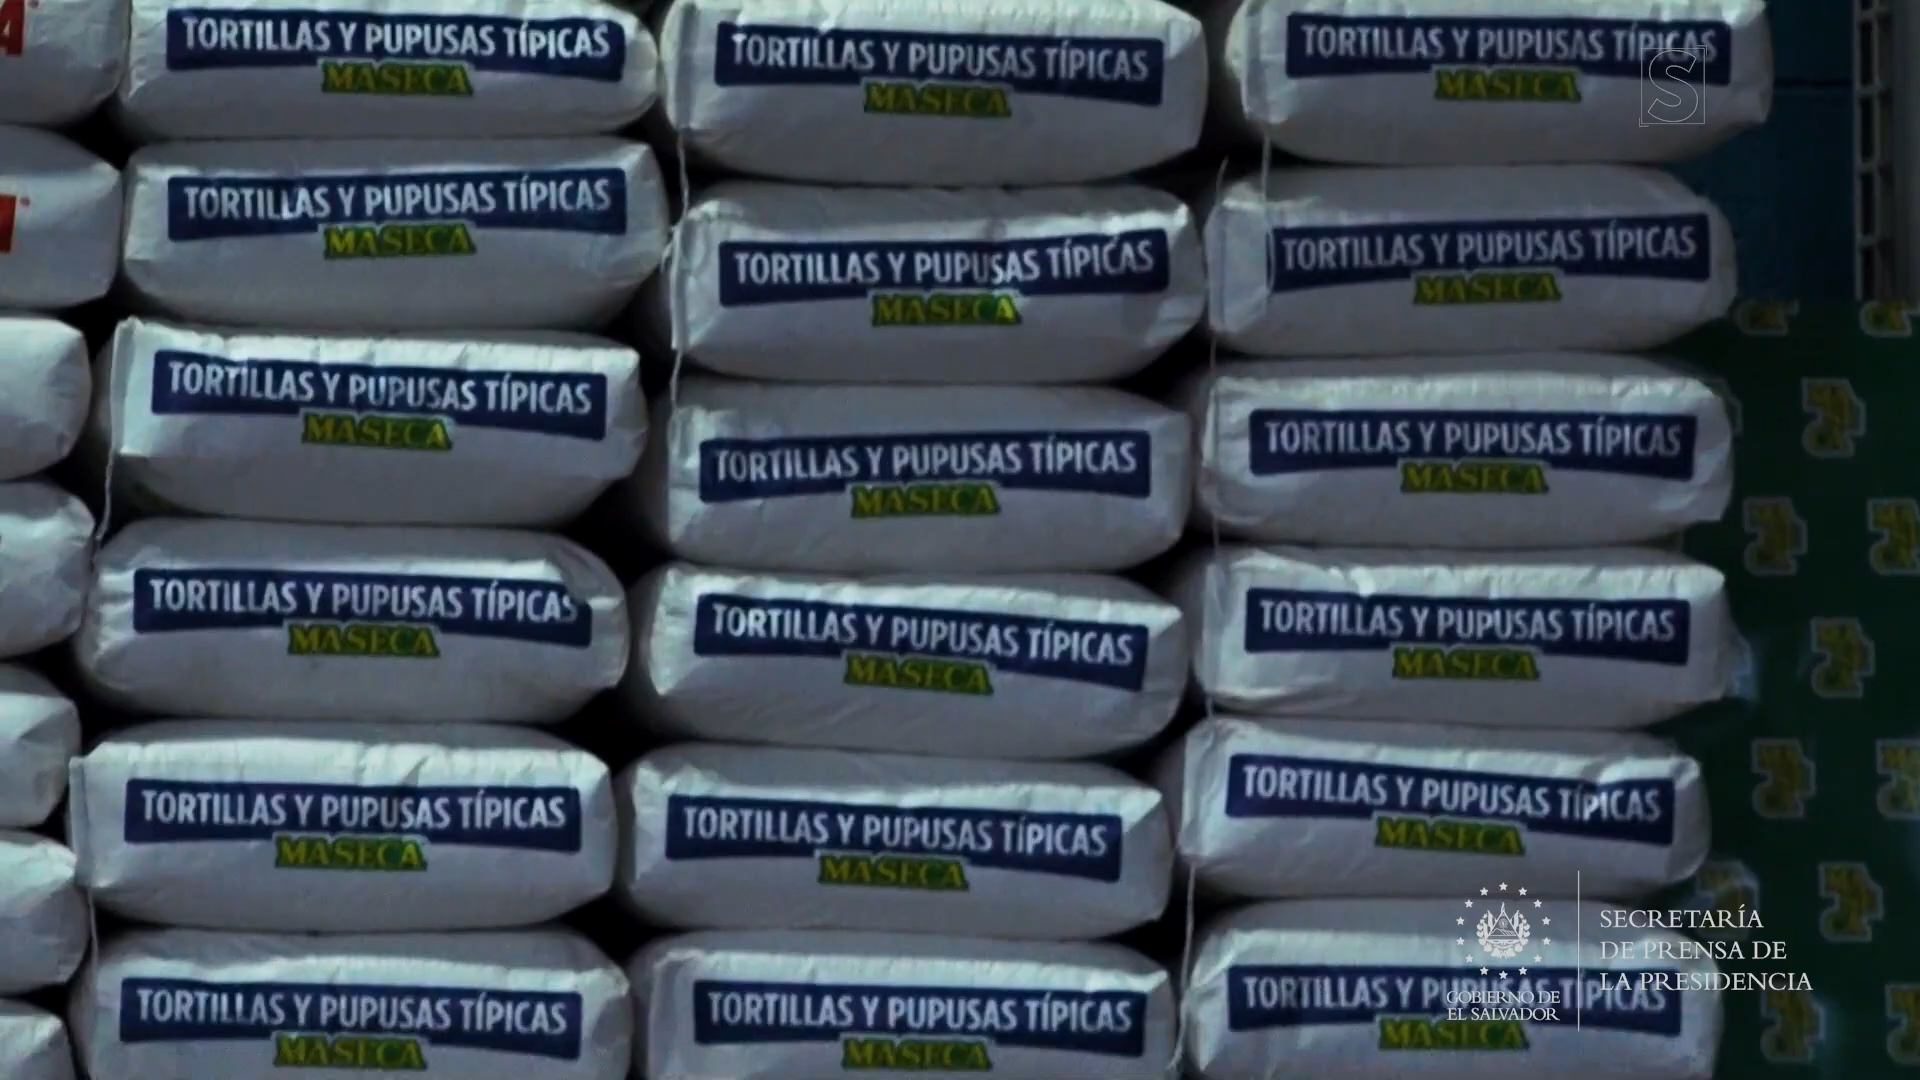 TORTILLAS Y PUPUSAS TÍPICAS
MASECA
TORTILLAS Y PUPUSAS TÍPICAS
MASECA
TORTILLAS Y PUPUSAS TÍPICAS
MASECA
S
TORTILLAS Y PUPUSAS TÍPICAS
MASECA
TORTILLAS Y PUPUSAS TÍPICAS
MASECA
TORTILLAS Y PUPUSAS TÍPICAS
MASECA
TORTILLAS Y PUPUSAS TÍPICAS
MASECA
TORTILLAS Y PUPUSAS TÍPICAS
MASECA
TORTILLAS Y PUPUSAS TÍPICAS
MASECA
TORTILLAS Y PUPUSAS TÍPICAS
MASECA
TORTILLAS Y PUPUSAS TÍPICAS
MASECA
TORTILLAS Y PUPUSAS TÍPICAS
MASECA
TORTILLAS Y PUPUSAS TÍPICAS
MASECA
TORTILLAS Y PUPUSAS TÍPICAS
MASECA
TORTILLAS Y PUPUSAS TÍPICAS
MASECA
TORTILLAS Y PUPUSAS TÍPICAS
MASECA
TORTILLAS Y PUPUSAS TÍPICAS
MASECA
TORTILLAS Y PUPUSAS TÍPICAS
MASECA
GOBIERNO DE
EL SALVADOR
SECRETARÍA
DE PRENSA DE
LA PRESIDENCIA